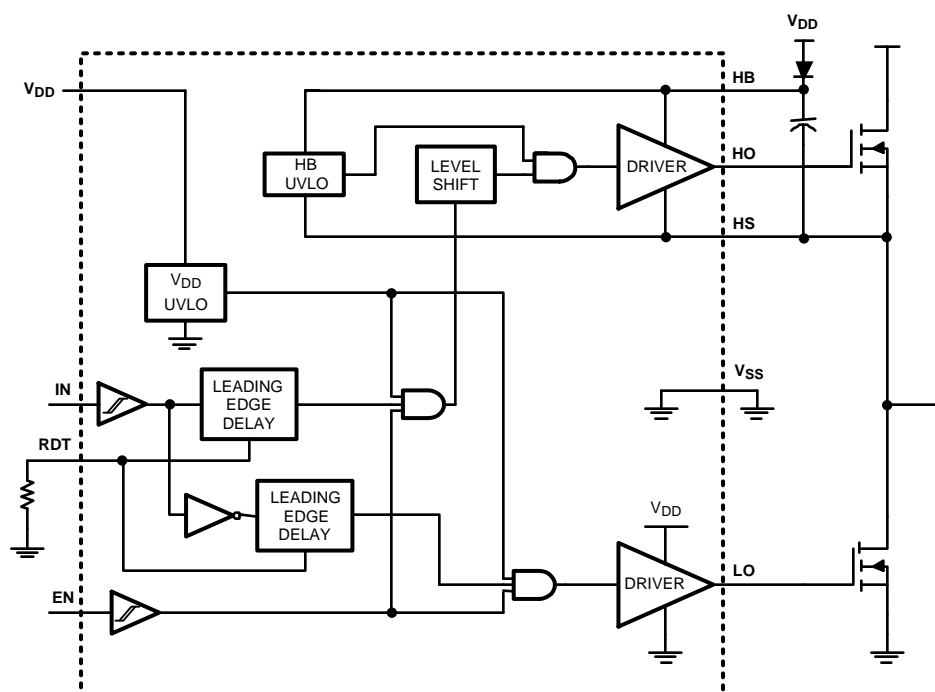 VDD
HB
VDD
HO
HB
UVLO
LEVEL
SHIFT
DRIVER
HS
VDD
UVLO
VSS
IN
LEADING
EDGE
DELAY
RDT
LEADING
EDGE
DELAY
VDD
DRIVER
LO
EN